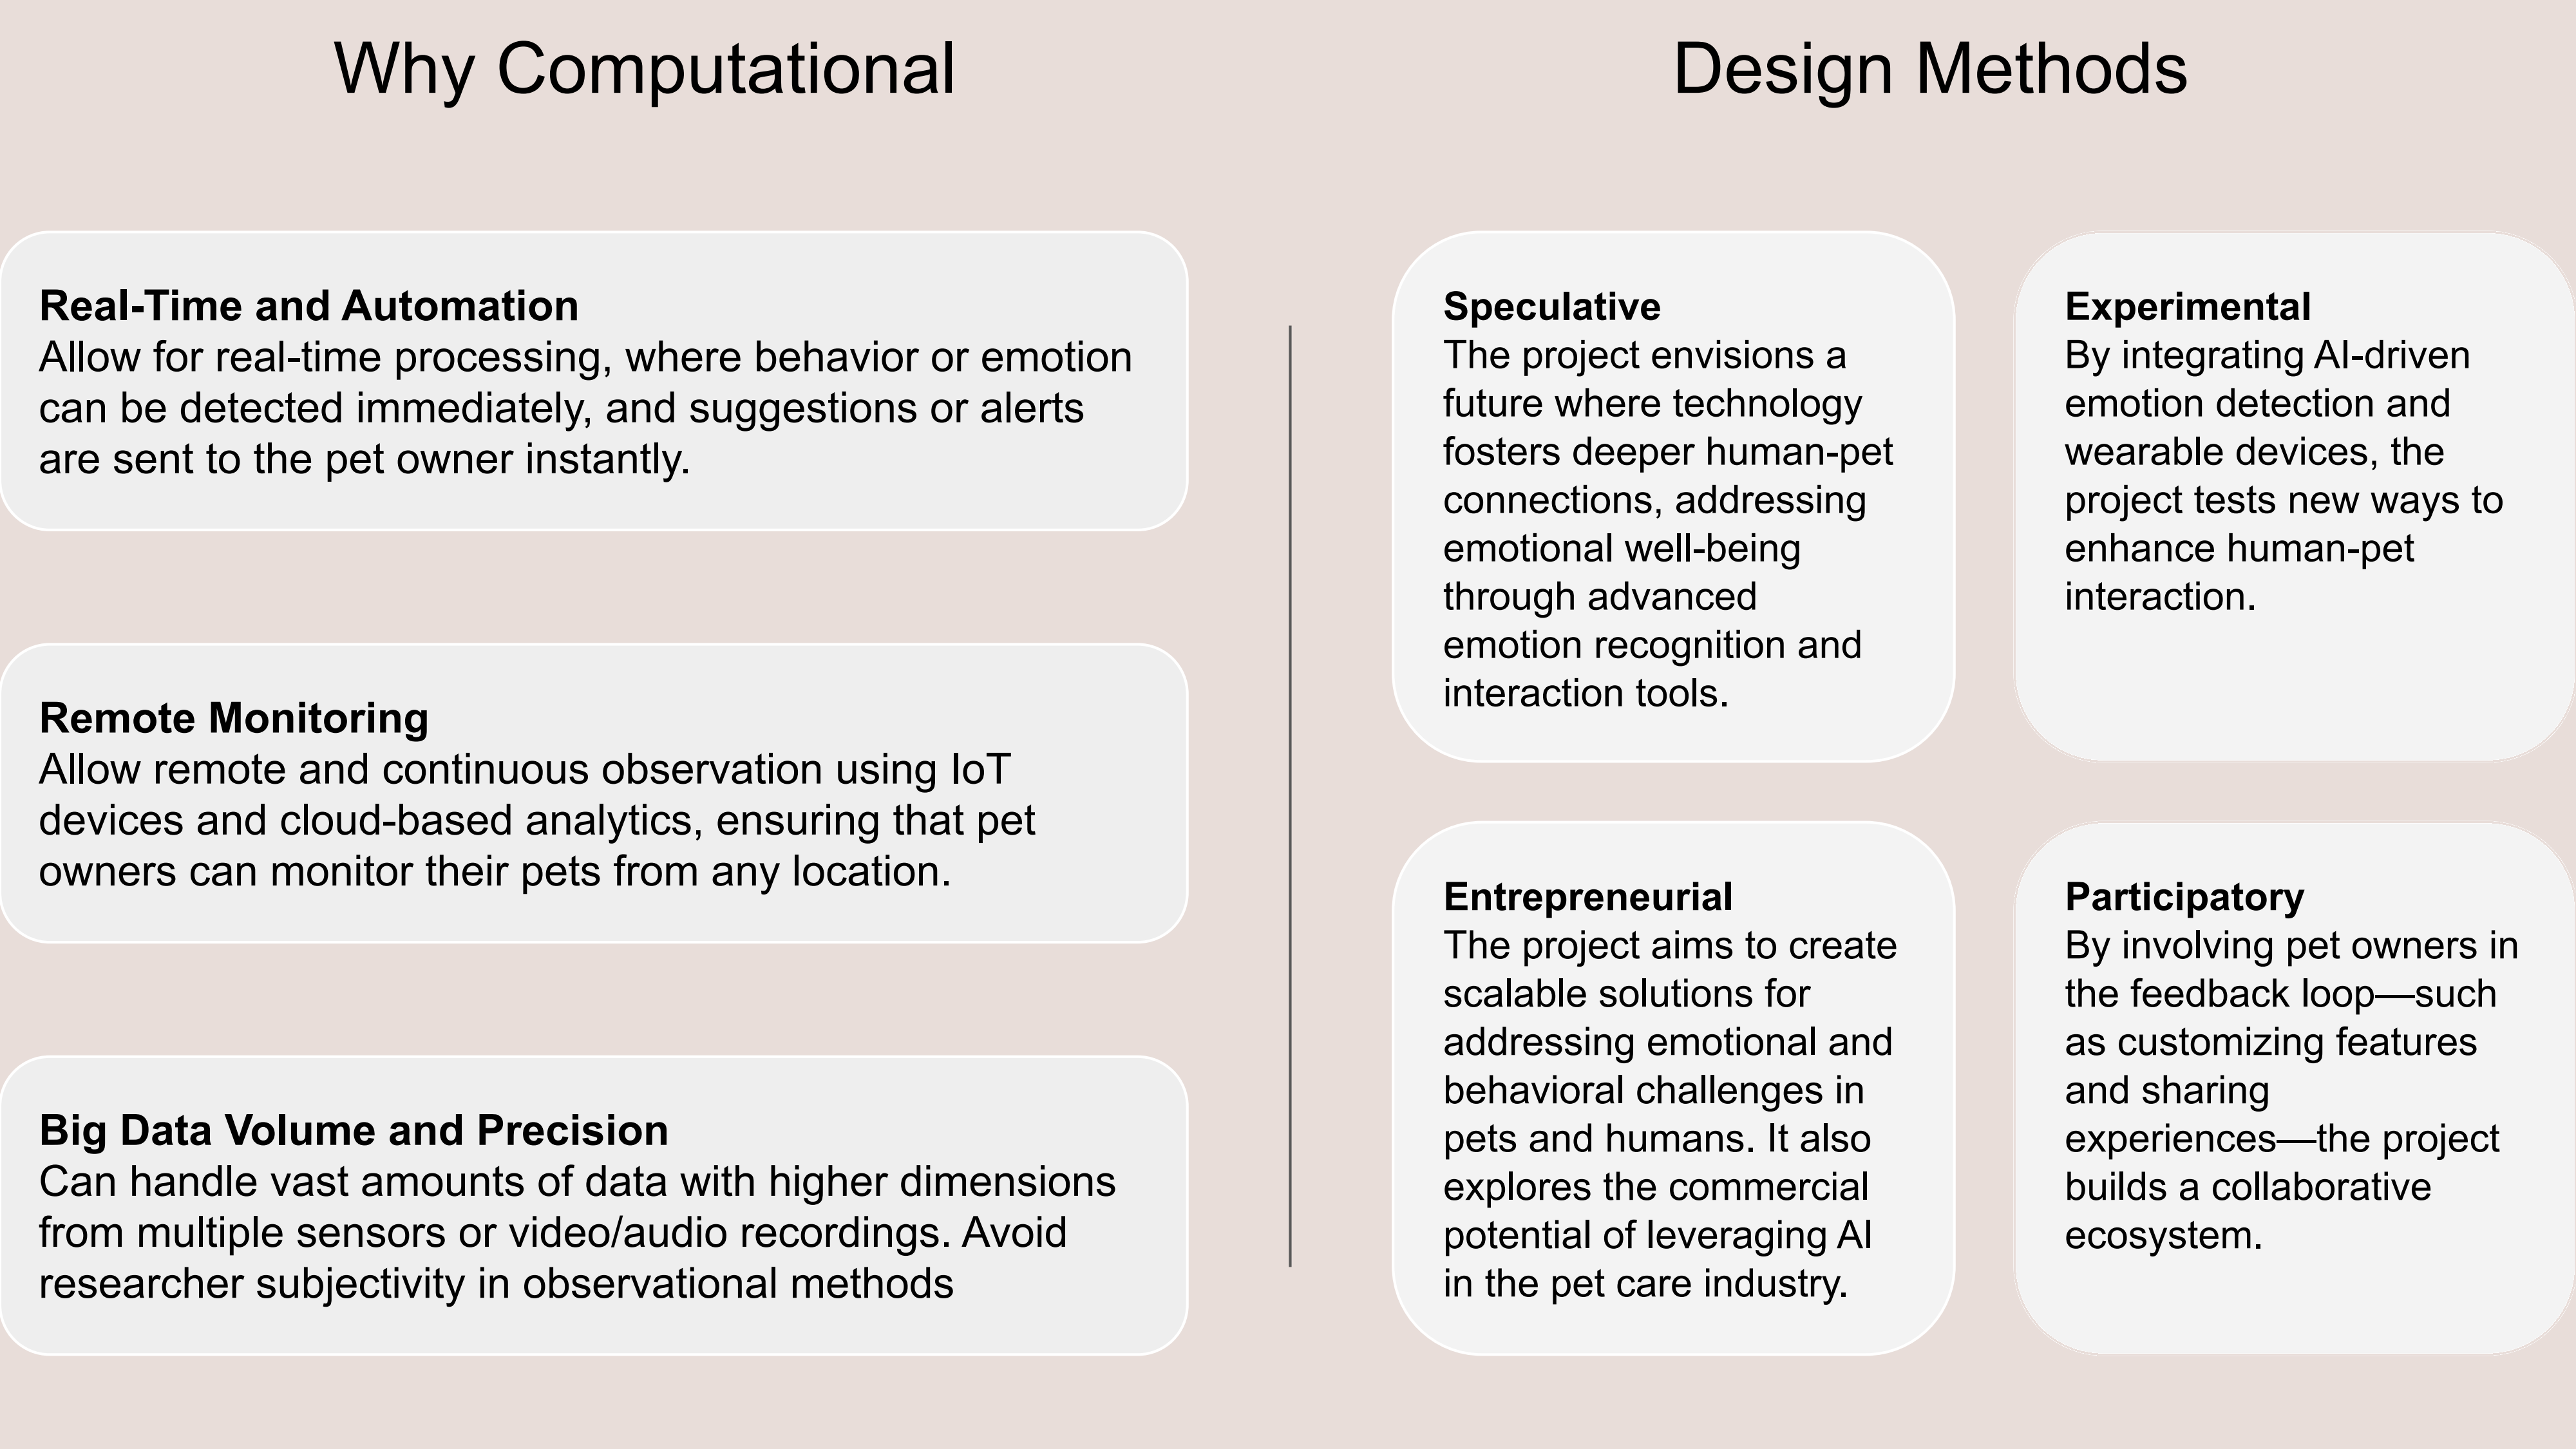 Why Computational
Real-Time and Automation
Allow for real-time processing, where behavior or emotion
can be detected immediately, and suggestions or alerts
are sent to the pet owner instantly.
Remote Monitoring
Allow remote and continuous observation using IoT
devices and cloud-based analytics, ensuring that pet
owners can monitor their pets from any location.
Big Data Volume and Precision
Can handle vast amounts of data with higher dimensions
from multiple sensors or video/audio recordings. Avoid
researcher subjectivity in observational methods
Design Methods
Speculative
The project envisions a
future where technology
fosters deeper human-pet
connections, addressing
emotional well-being
through advanced
emotion recognition and
interaction tools.
Experimental
By integrating AI-driven
emotion detection and
wearable devices, the
project tests new ways to
enhance human-pet
interaction.
Entrepreneurial
The project aims to create
scalable solutions for
addressing emotional and
behavioral challenges in
pets and humans. It also
explores the commercial
potential of leveraging AI
in the pet care industry.
Participatory
By involving pet owners in
the feedback loop—such
as customizing features
and sharing
experiences—the project
builds a collaborative
ecosystem.